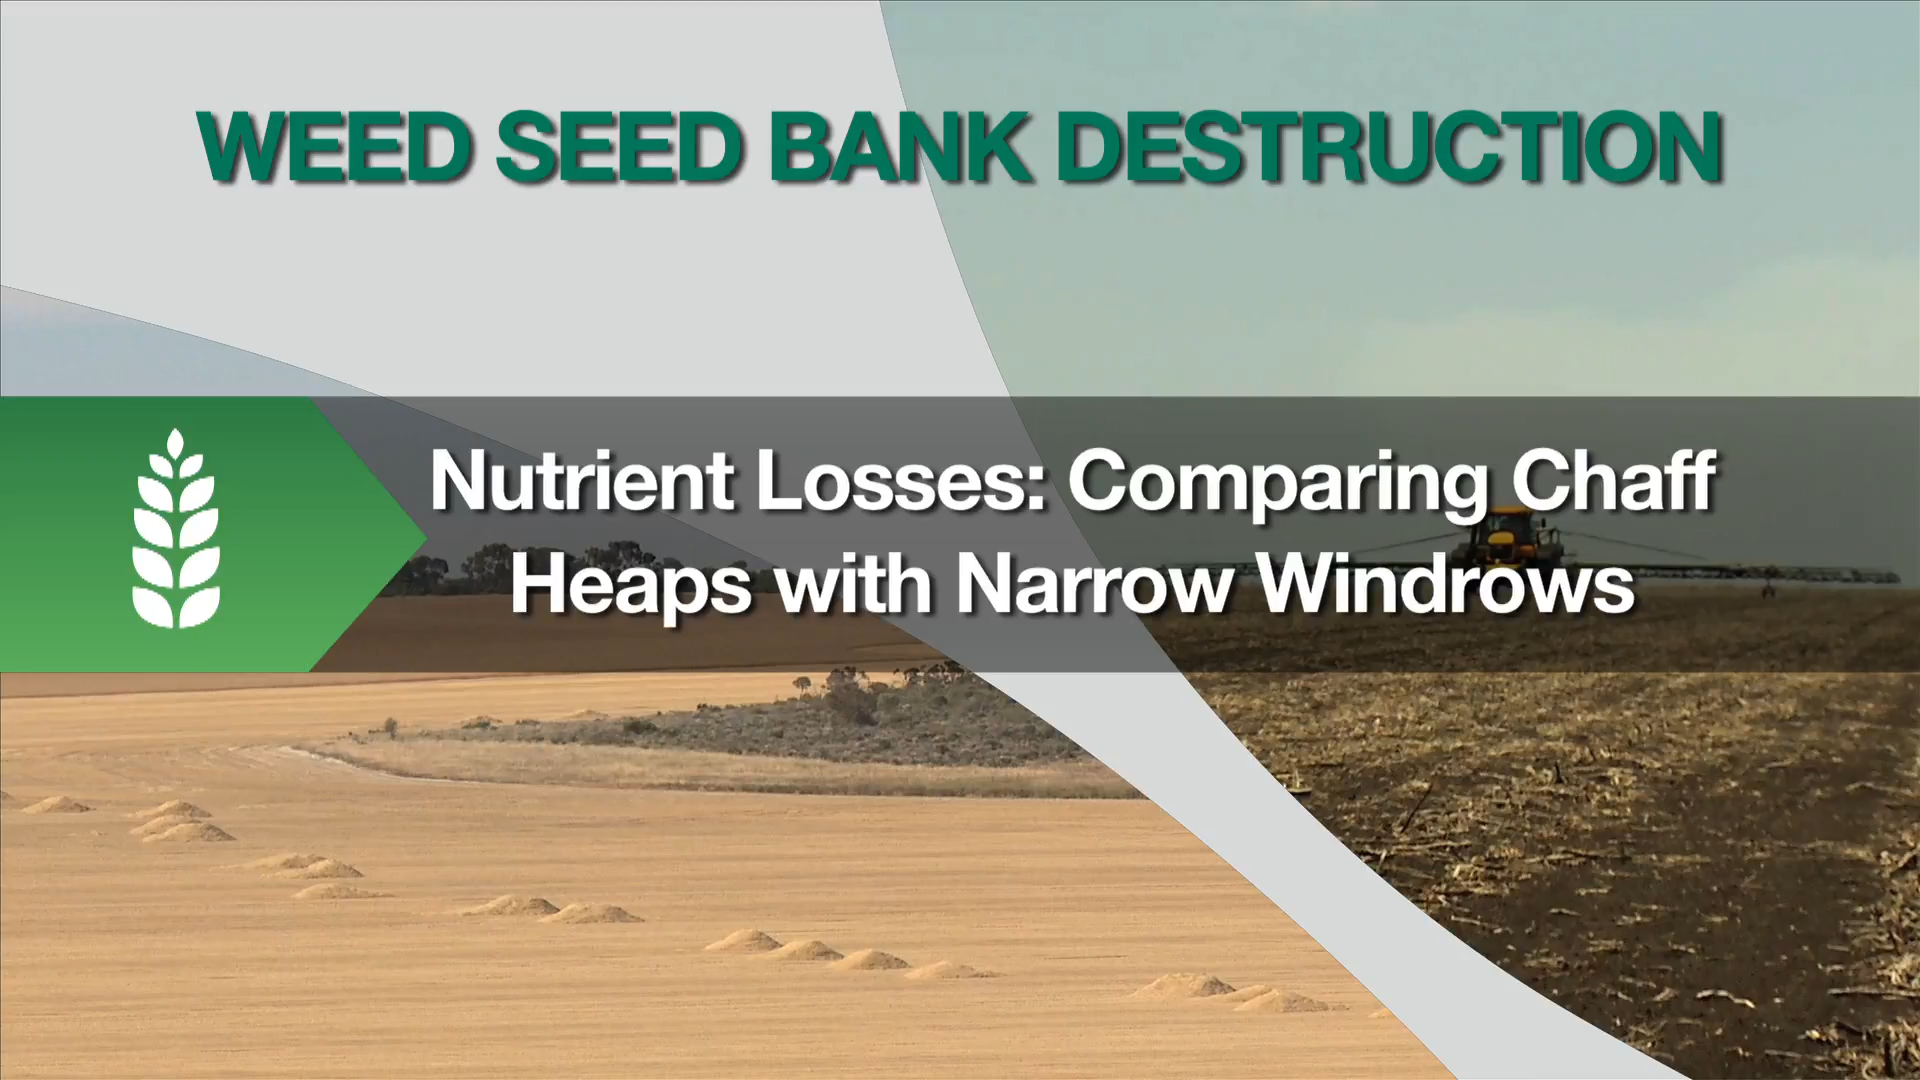 WEED SEED BANK DESTRUCTION
Nutrient Losses: Comparing Chaff
Heaps with Narrow Windrows